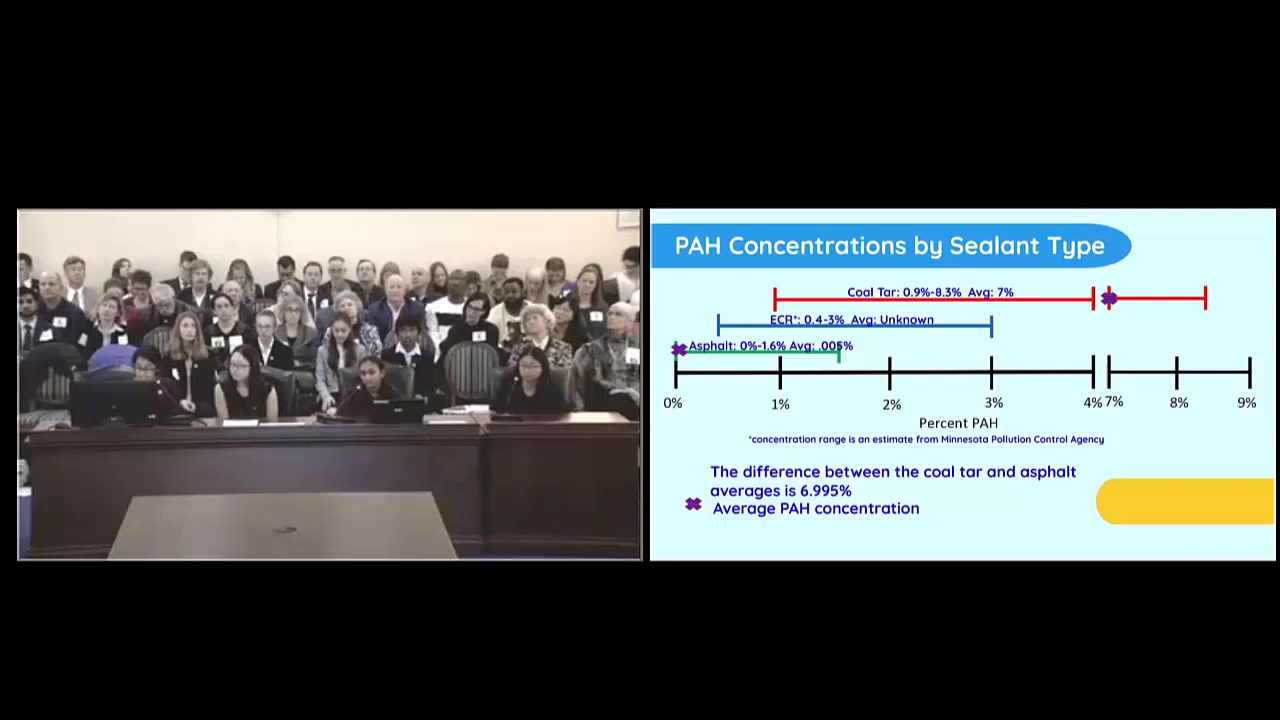 PAH Concentrations by Sealant Type
Coal Tar: 0.9%-8.3% Avg: 7%
ECR*: 0.4-3% Avg: Unknown
Asphalt: 0%-1.6% Avg: .005%
0% 1% 2% 3% 4% 7% 8% 9%
Percent PAH
*concentration range is an estimate from Minnesota Pollution Control Agency
The difference between the coal tar and asphalt
averages is 6.995%
Average PAH concentration